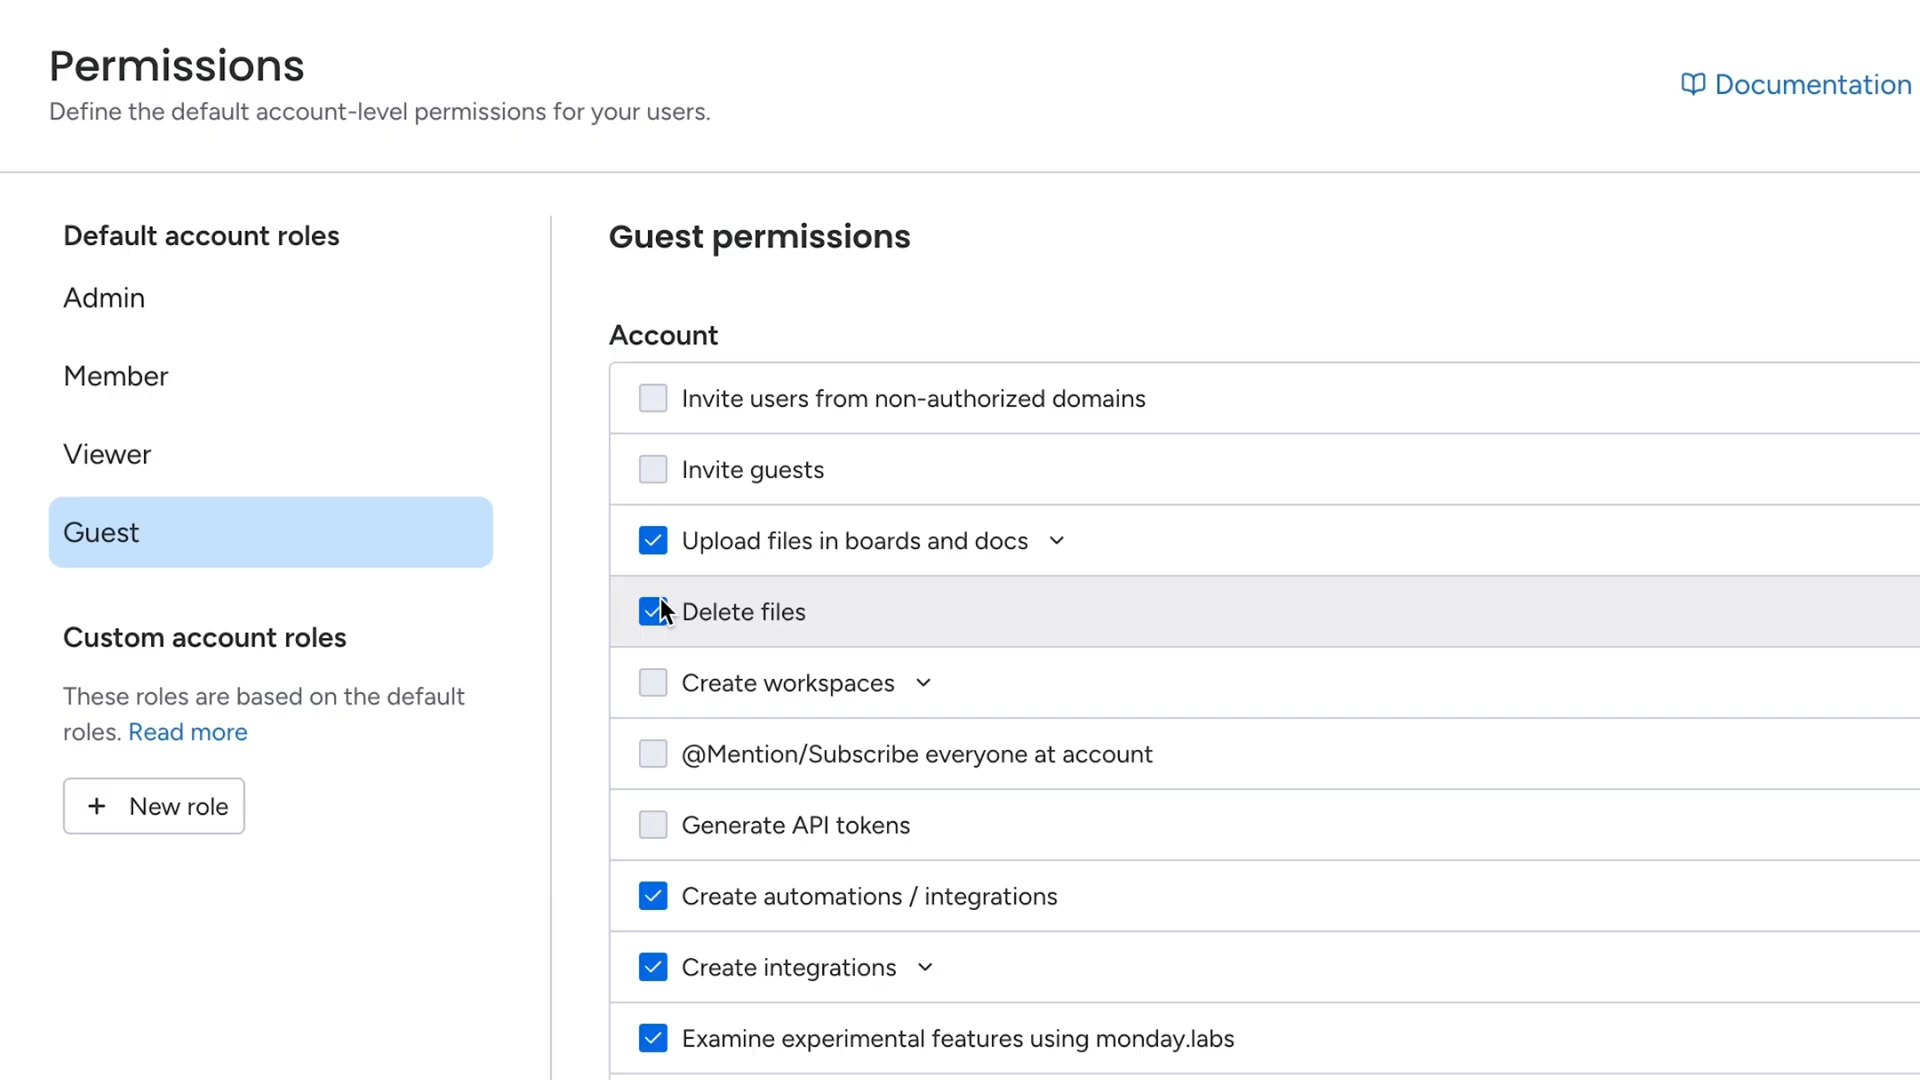 Permissions
Define the default account-level permissions for your users.
Documentation
Default account roles
Admin
Member
Viewer
Guest
Custom account roles
These roles are based on the default
roles. Read more
+ New role
Guest permissions
Account
Invite users from non-authorized domains
Invite guests
Upload files in boards and docs
Delete files
Create workspaces
@Mention/Subscribe everyone at account
Generate API tokens
Create automations / integrations
Create integrations
Examine experimental features using monday.labs